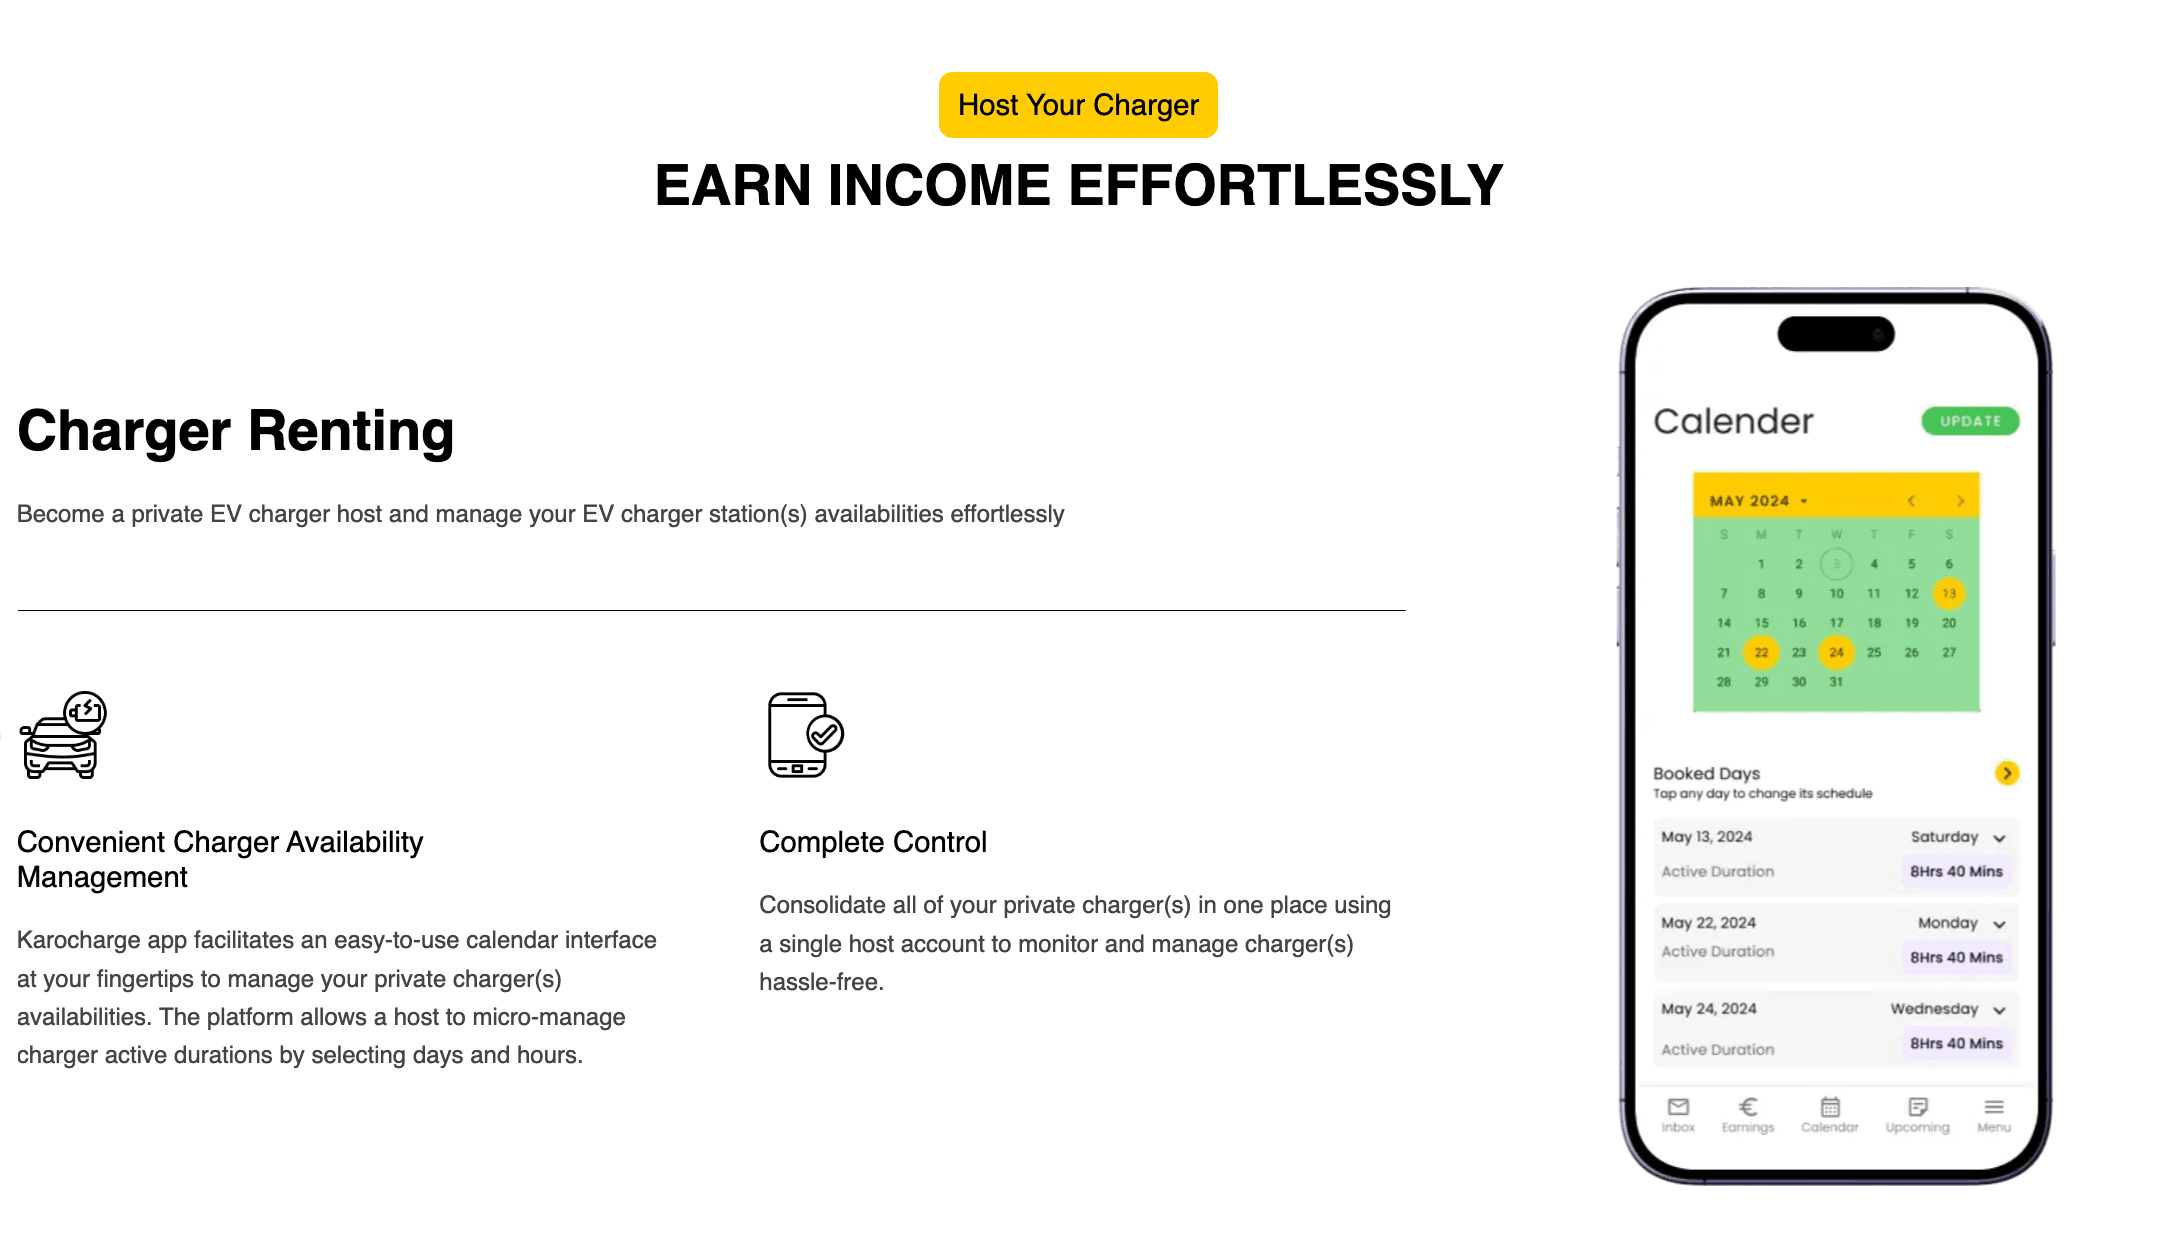 Host Your Charger
EARN INCOME EFFORTLESSLY
Charger Renting
Become a private EV charger host and manage your EV charger station(s) availabilities effortlessly
Convenient Charger Availability
Management
Karocharge app facilitates an easy-to-use calendar interface
at your fingertips to manage your private charger(s)
availabilities. The platform allows a host to micro-manage
charger active durations by selecting days and hours.
Complete Control
Consolidate all of your private charger(s) in one place using
a single host account to monitor and manage charger(s)
hassle-free.
Calender UPDATE
MAY 2024
S M T W T F S
1 2 3 4 5 6
7 8 9 10 11 12 13
14 15 16 17 18 19 20
21 22 23 24 25 26 27
28 29 30 31
Booked Days
Tap any day to change its schedule
May 13, 2024 Saturday
Active Duration 8Hrs 40 Mins
May 22, 2024 Monday
Active Duration 8Hrs 40 Mins
May 24, 2024 Wednesday
Active Duration 8Hrs 40 Mins
Inbox Earnings Calendar Upcoming Menu